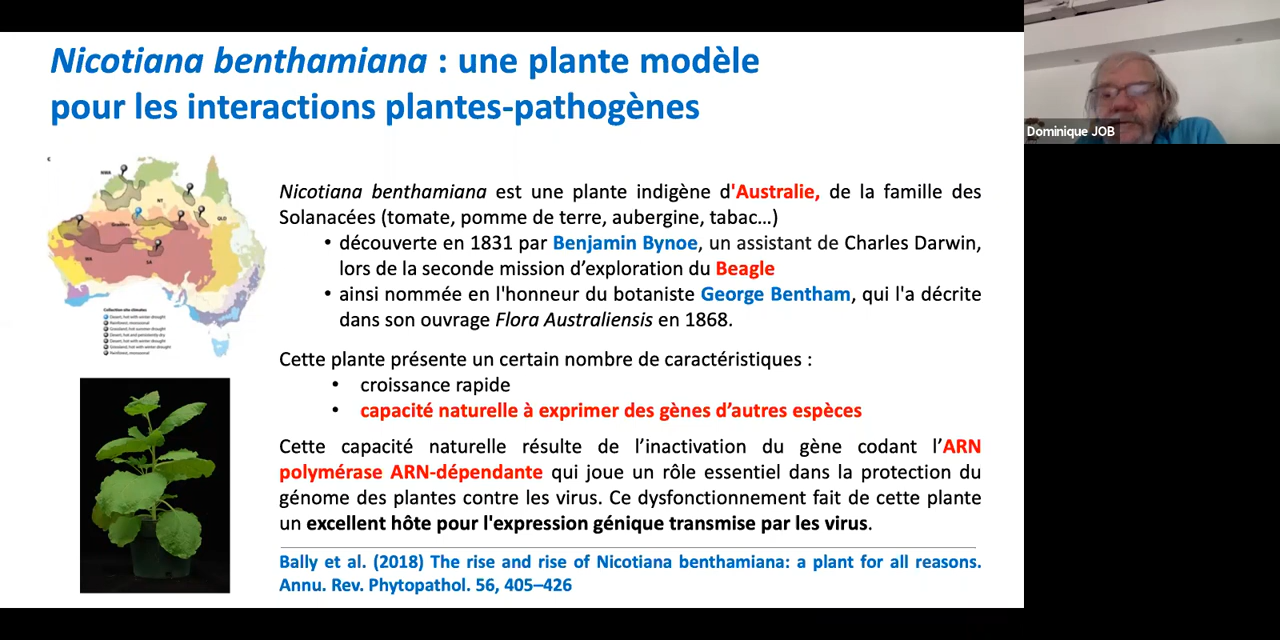 Nicotiana benthamiana : une plante modèle
pour les interactions plantes-pathogènes
Dominique JOB
Nicotiana benthamiana est une plante indigène d'Australie, de la famille des
Solanacées (tomate, pomme de terre, aubergine, tabac…)
• découverte en 1831 par Benjamin Bynoe, un assistant de Charles Darwin,
lors de la seconde mission d’exploration du Beagle
• ainsi nommée en l'honneur du botaniste George Bentham, qui l'a décrite
dans son ouvrage Flora Australiensis en 1868.
Cette plante présente un certain nombre de caractéristiques :
• croissance rapide
• capacité naturelle à exprimer des gènes d’autres espèces
Cette capacité naturelle résulte de l’inactivation du gène codant l’ARN
polymérase ARN-dépendante qui joue un rôle essentiel dans la protection du
génome des plantes contre les virus. Ce dysfonctionnement fait de cette plante
un excellent hôte pour l'expression génique transmise par les virus.
Bally et al. (2018) The rise and rise of Nicotiana benthamiana: a plant for all reasons.
Annu. Rev. Phytopathol. 56, 405–426
NT
QLD
WA
SA
Collection site climates